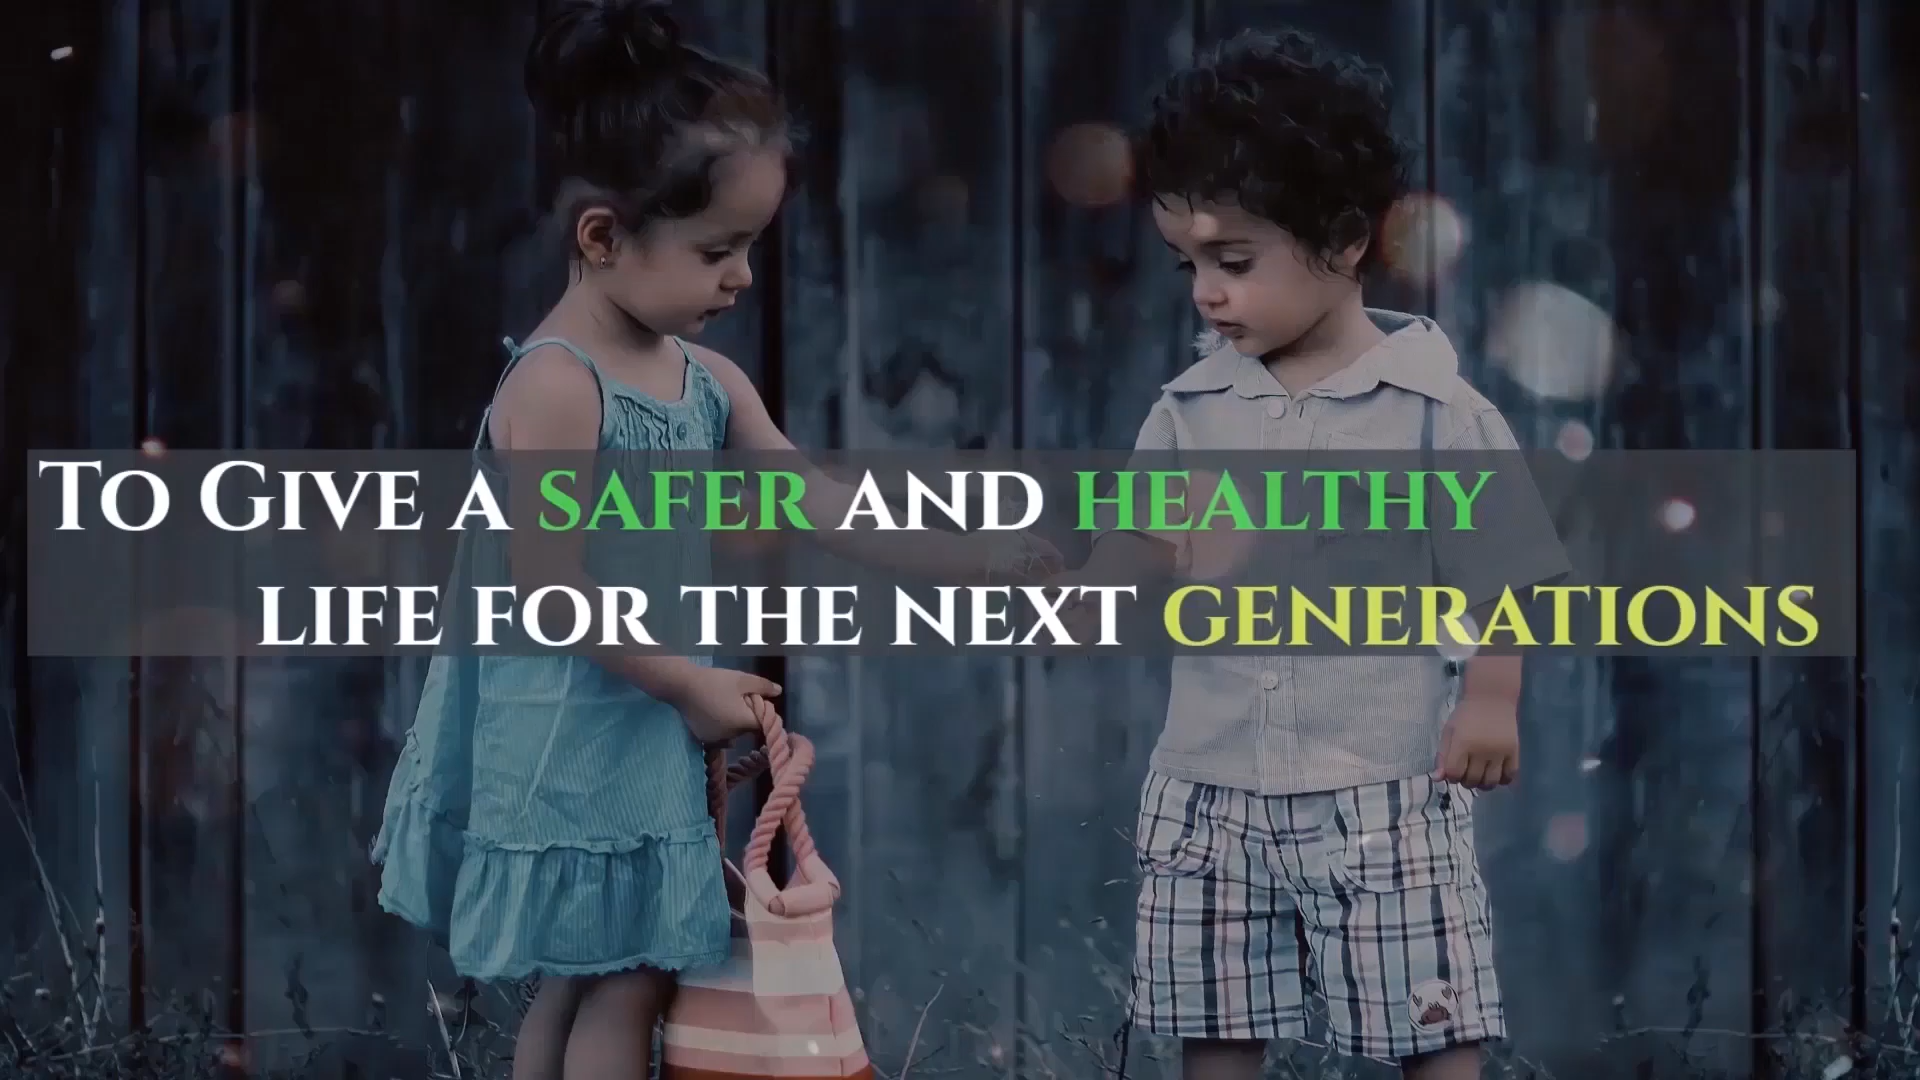 To Give a safer and healthy
life for the next generations